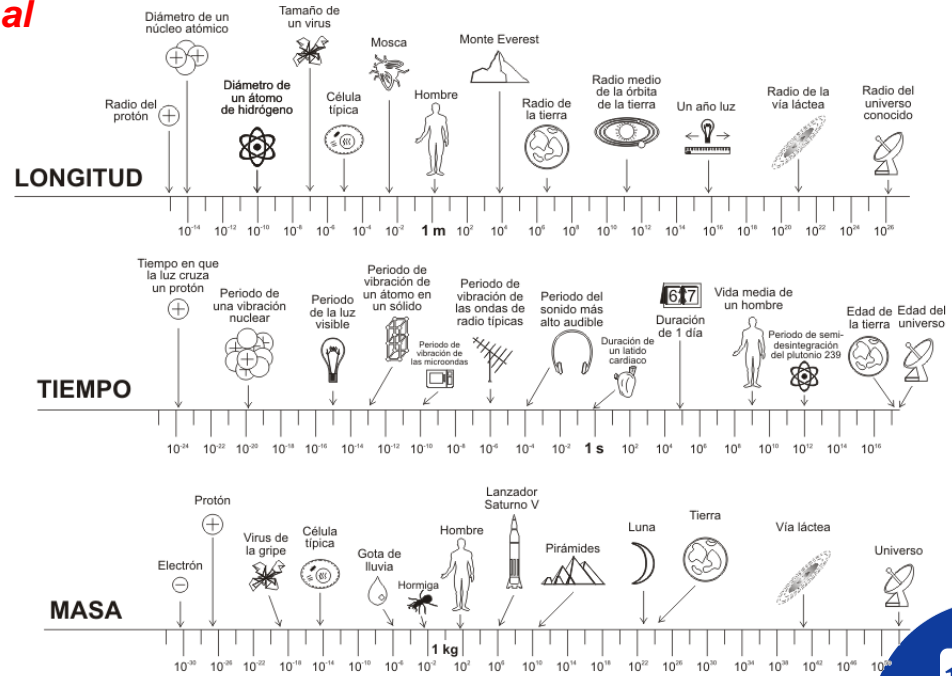 al
Diámetro de un
núcleo atómico
Tamaño de
un virus
Radio del
protón
Diámetro de
un átomo
de hidrógeno
Célula
típica
Mosca
Hombre
Monte Everest
Radio de
la tierra
Radio medio
de la órbita
de la tierra
Un año luz
Radio de la
vía láctea
Radio del
universo
conocido
LONGITUD
10⁻¹⁴ 10⁻¹² 10⁻¹⁰ 10⁻⁸ 10⁻⁶ 10⁻⁴ 10⁻² 1 m 10² 10⁴ 10⁶ 10⁸ 10¹⁰ 10¹² 10¹⁴ 10¹⁶ 10¹⁸ 10²⁰ 10²² 10²⁴ 10²⁶
Tiempo en que
la luz cruza
un protón
Periodo de
una vibración
nuclear
Periodo
de la luz
visible
Periodo de
vibración de
un átomo en
un sólido
Periodo de
vibración de
las microondas
Periodo de
vibración de
las ondas de
radio típicas
Periodo del
sonido más
alto audible
Duración de
un latido
cardiaco
6 7
Duración
de 1 día
Vida media de
un hombre
Periodo de semi-
desintegración
del plutonio 239
Edad de
la tierra
Edad del
universo
TIEMPO
10⁻²⁴ 10⁻²² 10⁻²⁰ 10⁻¹⁸ 10⁻¹⁶ 10⁻¹⁴ 10⁻¹² 10⁻¹⁰ 10⁻⁸ 10⁻⁶ 10⁻⁴ 10⁻² 1 s 10² 10⁴ 10⁶ 10⁸ 10¹⁰ 10¹² 10¹⁴ 10¹⁶
Electrón
Protón
Virus de
la gripe
Célula
típica
Gota de
lluvia
Hormiga
Hombre
Lanzador
Saturno V
Pirámides
Luna
Tierra
Vía láctea
Universo
MASA
1 kg
10⁻³⁰ 10⁻²⁶ 10⁻²² 10⁻¹⁸ 10⁻¹⁴ 10⁻¹⁰ 10⁻⁶ 10⁻² 10² 10⁶ 10¹⁰ 10¹⁴ 10¹⁸ 10²² 10²⁶ 10³⁰ 10³⁴ 10³⁸ 10⁴² 10⁴⁶